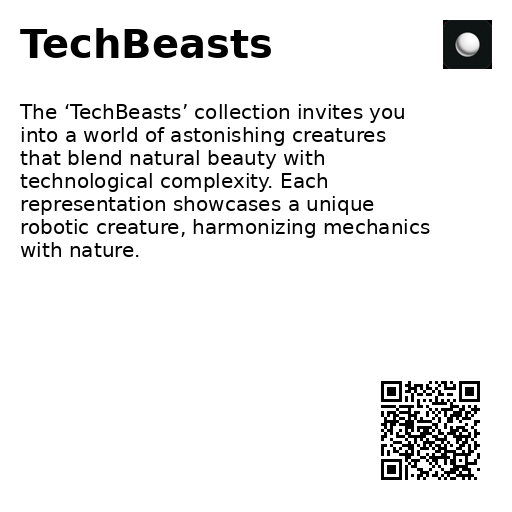 TechBeasts
The ‘TechBeasts’ collection invites you
into a world of astonishing creatures
that blend natural beauty with
technological complexity. Each
representation showcases a unique
robotic creature, harmonizing mechanics
with nature.